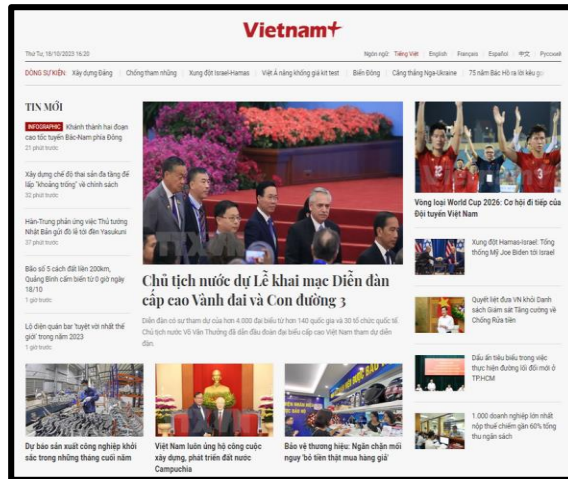 Vietnam+
Thứ Tư, 18/10/2023 16:20
Ngôn ngữ: Tiếng Việt English Français Español 中文 Русский
DÒNG SỰ KIỆN: Xây dựng Đảng Chống tham nhũng Xung đột Israel-Hamas Việt Á nâng khống giá kit test Biển Đông Căng thẳng Nga-Ukraine 75 năm Bác Hồ ra lời kêu gọi
TIN MỚI
INFOGRAPHIC Khánh thành hai đoạn
cao tốc tuyến Bắc-Nam phía Đông
21 phút trước
Xây dựng chế độ thai sản đa tầng để
lấp "khoảng trống" về chính sách
32 phút trước
Hàn-Trung phản ứng việc Thủ tướng
Nhật Bản gửi đồ lễ tới đền Yasukuni
37 phút trước
Bão số 5 cách đất liền 200km,
Quảng Bình cấm biển từ 0 giờ ngày
18/10
1 giờ trước
Lộ diện quán bar 'tuyệt vời nhất thế
giới' trong năm 2023
1 giờ trước
Chủ tịch nước dự Lễ khai mạc Diễn đàn
cấp cao Vành đai và Con đường 3
Diễn đàn có sự tham dự của hơn 4.000 đại biểu từ hơn 140 quốc gia và 30 tổ chức quốc tế.
Chủ tịch nước Võ Văn Thưởng đã dẫn đầu đoàn đại biểu cấp cao Việt Nam tham dự diễn
đàn.
Vòng loại World Cup 2026: Cơ hội đi tiếp của
Đội tuyển Việt Nam
Xung đột Hamas-Israel: Tổng
thống Mỹ Joe Biden tới Israel
Quyết liệt đưa VN khỏi Danh
sách Giám sát Tăng cường về
Chống Rửa tiền
Dấu ấn tiêu biểu trong việc
thực hiện đường lối đổi mới ở
TP.HCM
1.000 doanh nghiệp lớn nhất
nộp thuế chiếm gần 60% tổng
thu ngân sách
Dự báo sản xuất công nghiệp khởi
sắc trong những tháng cuối năm
Việt Nam luôn ủng hộ công cuộc
xây dựng, phát triển đất nước
Campuchia
Bảo vệ thương hiệu: Ngăn chặn mối
nguy 'bỏ tiền thật mua hàng giả'